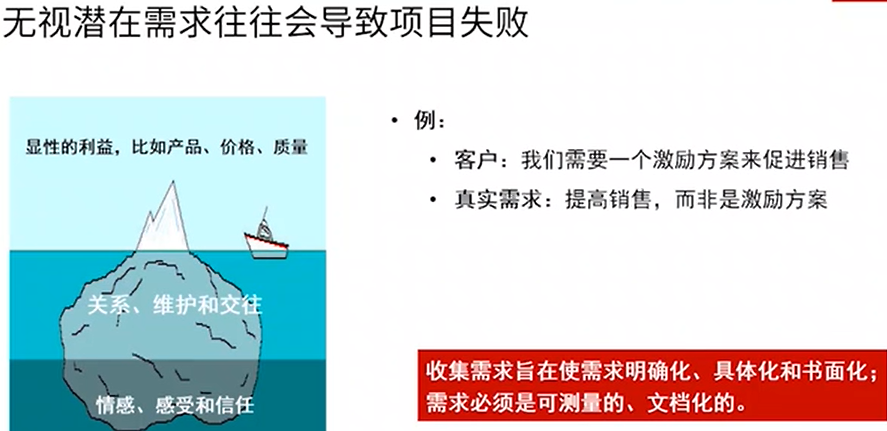 无视潜在需求往往会导致项目失败
显性的利益，比如产品、价格、质量
关系、维护和交往
情感、感受和信任
• 例：
• 客户：我们需要一个激励方案来促进销售
• 真实需求：提高销售，而非是激励方案
收集需求旨在使需求明确化、具体化和书面化；
需求必须是可测量的、文档化的。